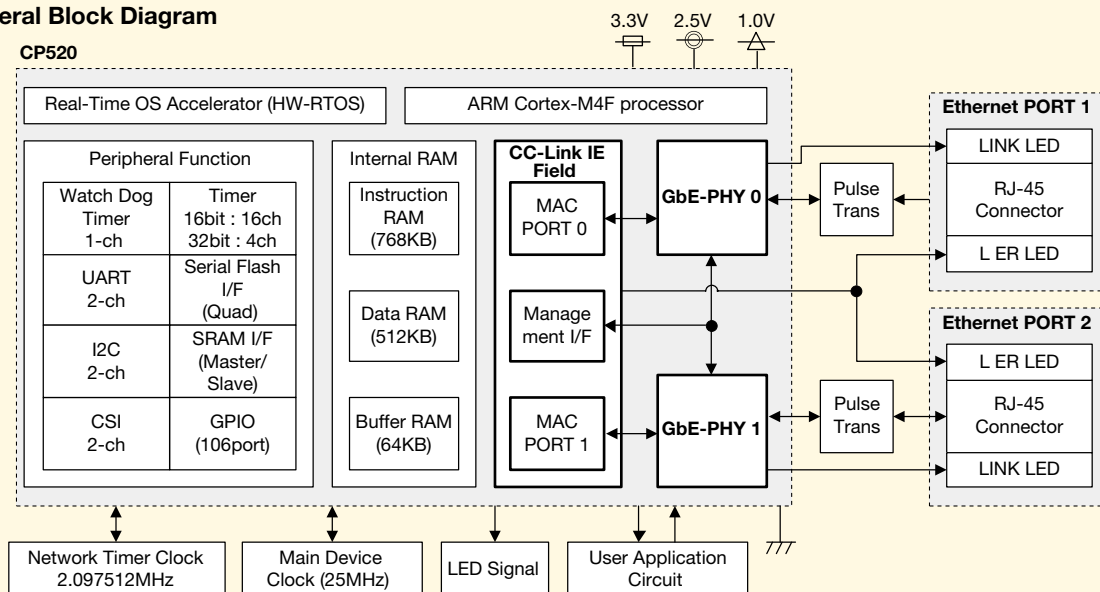 eral Block Diagram
3.3V
2.5V
1.0V
CP520
Real-Time OS Accelerator (HW-RTOS)
ARM Cortex-M4F processor
Peripheral Function
Watch Dog
Timer
1-ch
Timer
16bit : 16ch
32bit : 4ch
UART
2-ch
Serial Flash
I/F
(Quad)
I2C
2-ch
SRAM I/F
(Master/
Slave)
CSI
2-ch
GPIO
(106port)
Internal RAM
Instruction
RAM
(768KB)
Data RAM
(512KB)
Buffer RAM
(64KB)
CC-Link IE
Field
MAC
PORT 0
Manage
ment I/F
MAC
PORT 1
GbE-PHY 0
GbE-PHY 1
Pulse
Trans
Pulse
Trans
Ethernet PORT 1
LINK LED
RJ-45
Connector
L ER LED
Ethernet PORT 2
L ER LED
RJ-45
Connector
LINK LED
Network Timer Clock
2.097512MHz
Main Device
Clock (25MHz)
LED Signal
User Application
Circuit